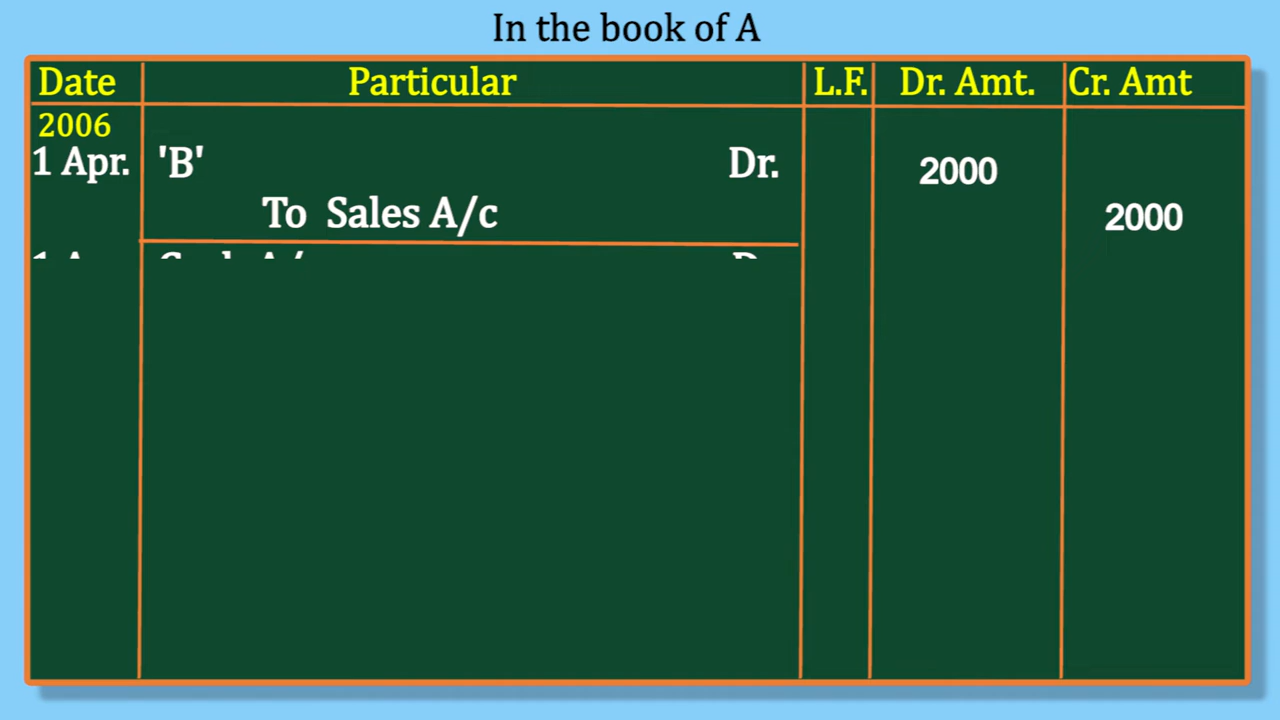 In the book of A
Date Particular L.F. Dr. Amt. Cr. Amt
2006
1 Apr. 'B' Dr. 2000
To Sales A/c 2000